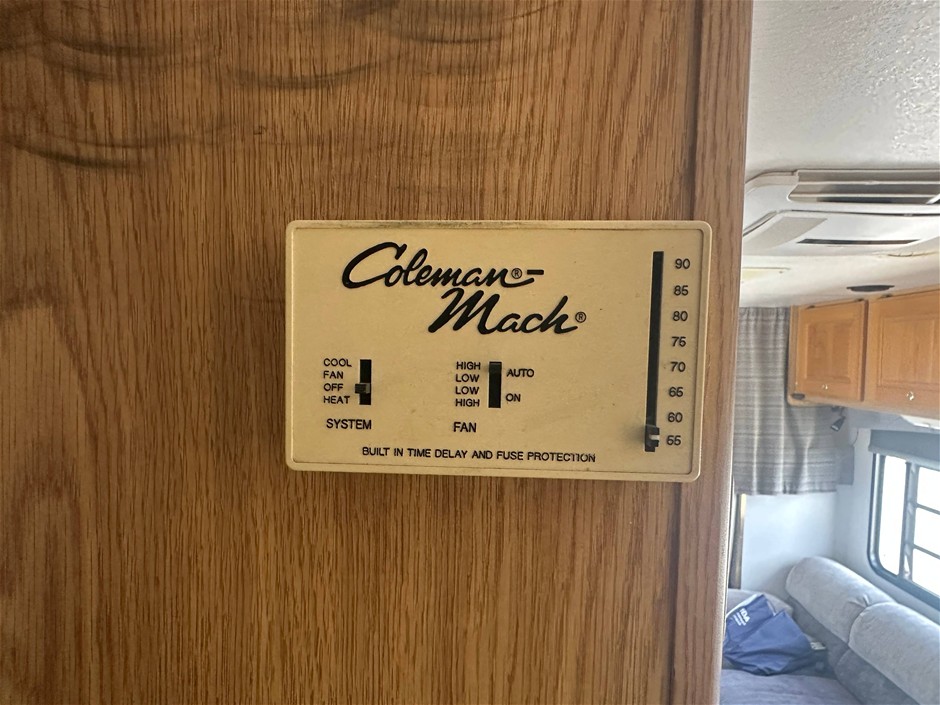 Coleman®-
Mach®
90
85
80
75
70
65
60
55
COOL
FAN
OFF
HEAT
SYSTEM
HIGH
LOW
LOW
HIGH
AUTO
ON
FAN
BUILT IN TIME DELAY AND FUSE PROTECTION